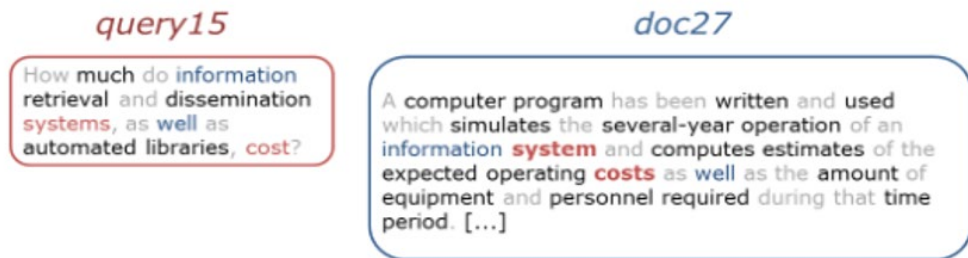 query15
How much do information
retrieval and dissemination
systems, as well as
automated libraries, cost?
doc27
A computer program has been written and used
which simulates the several-year operation of an
information system and computes estimates of the
expected operating costs as well as the amount of
equipment and personnel required during that time
period. [...]